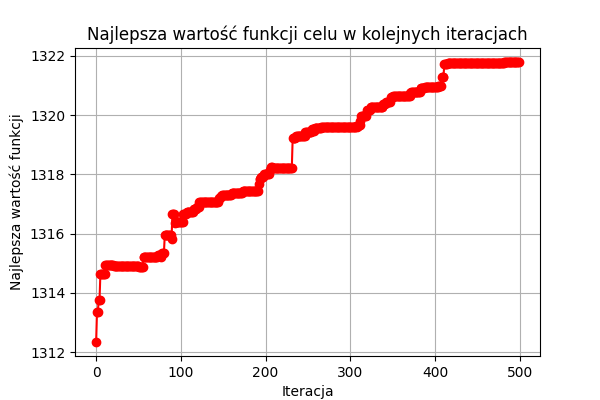 Najlepsza wartość funkcji celu w kolejnych iteracjach
1322
1320
1318
1316
1314
1312
Najlepsza wartość funkcji
0 100 200 300 400 500
Iteracja